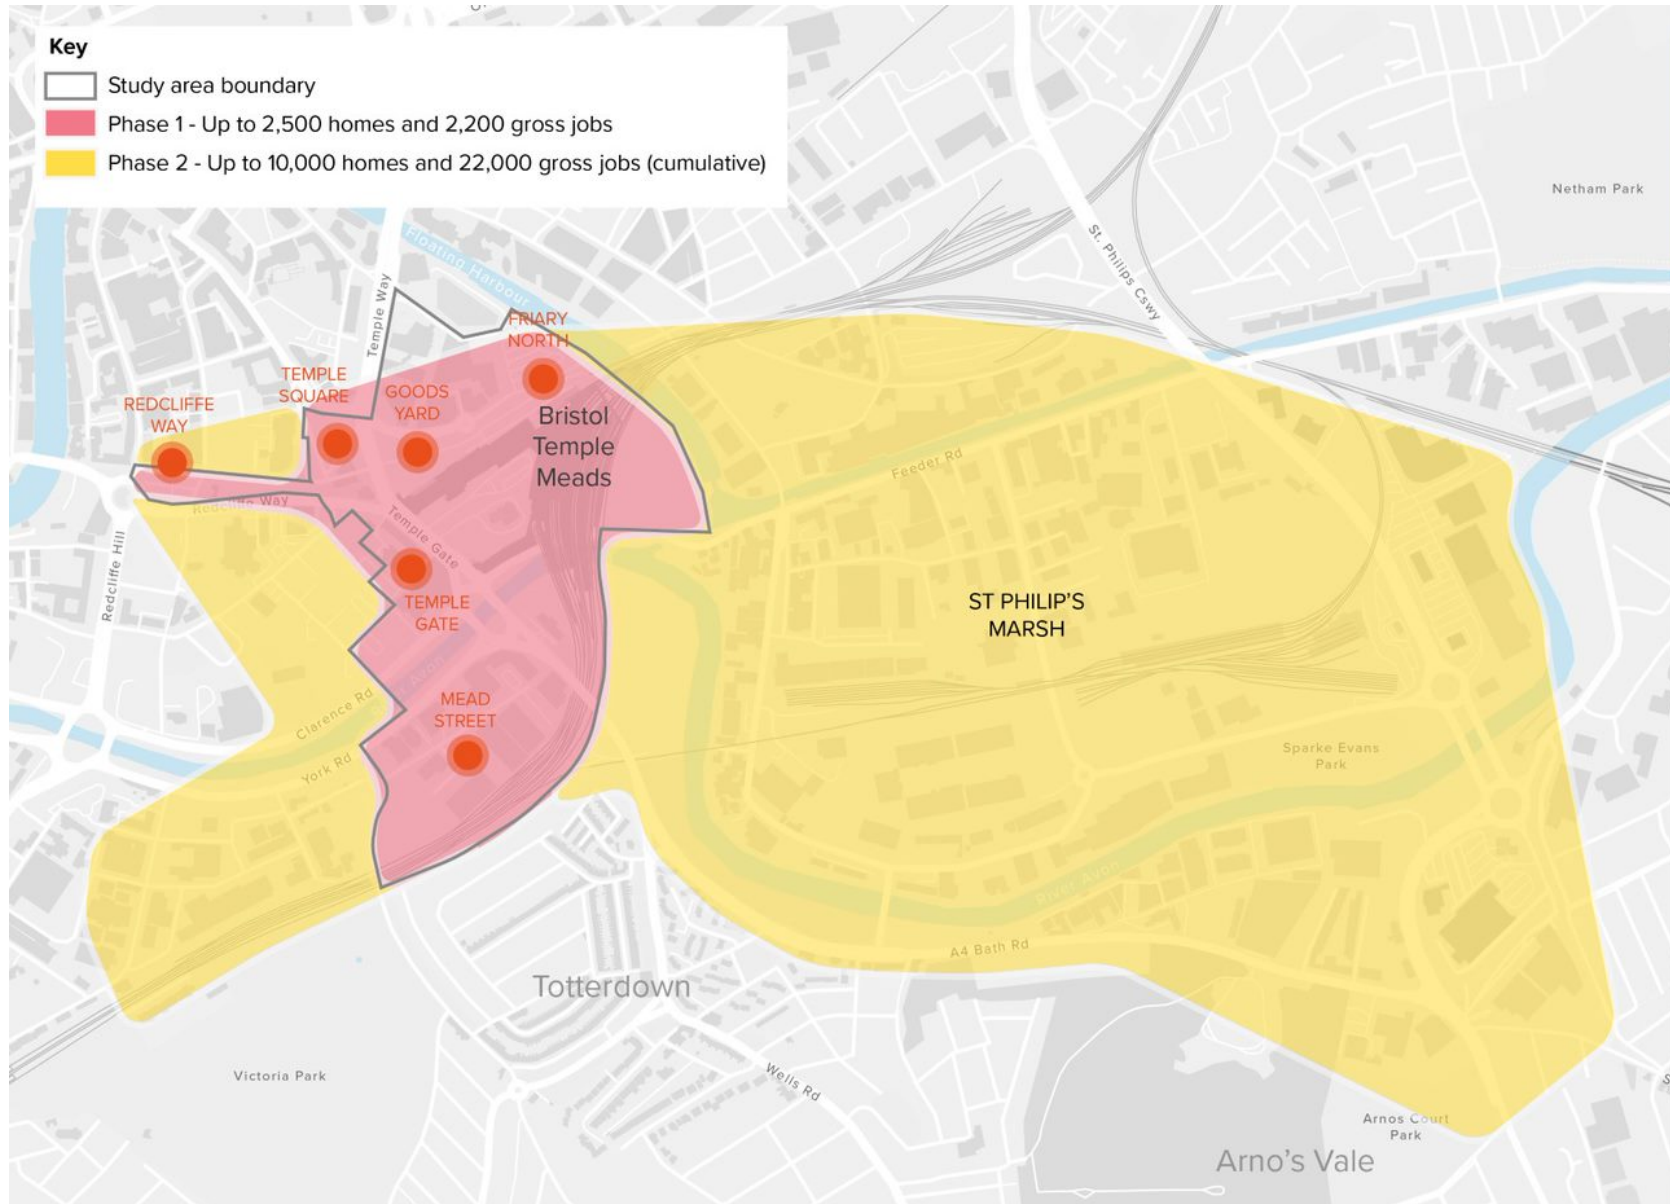 Key
Study area boundary
Phase 1 - Up to 2,500 homes and 2,200 gross jobs
Phase 2 - Up to 10,000 homes and 22,000 gross jobs (cumulative)
Netham Park
Floating Harbour
St. Philips Cswy
Temple Way
FRIARY
NORTH
TEMPLE
SQUARE
GOODS
YARD
REDCLIFFE
WAY
Bristol
Temple
Meads
Feeder Rd
Redcliffe Way
Temple Gate
Redcliffe Hill
TEMPLE
GATE
ST PHILIP'S
MARSH
Avon
Clarence Rd
MEAD
STREET
York Rd
Sparke Evans
Park
River Avon
A4 Bath Rd
Totterdown
Victoria Park
Wells Rd
Arnos Court
Park
Arno's Vale